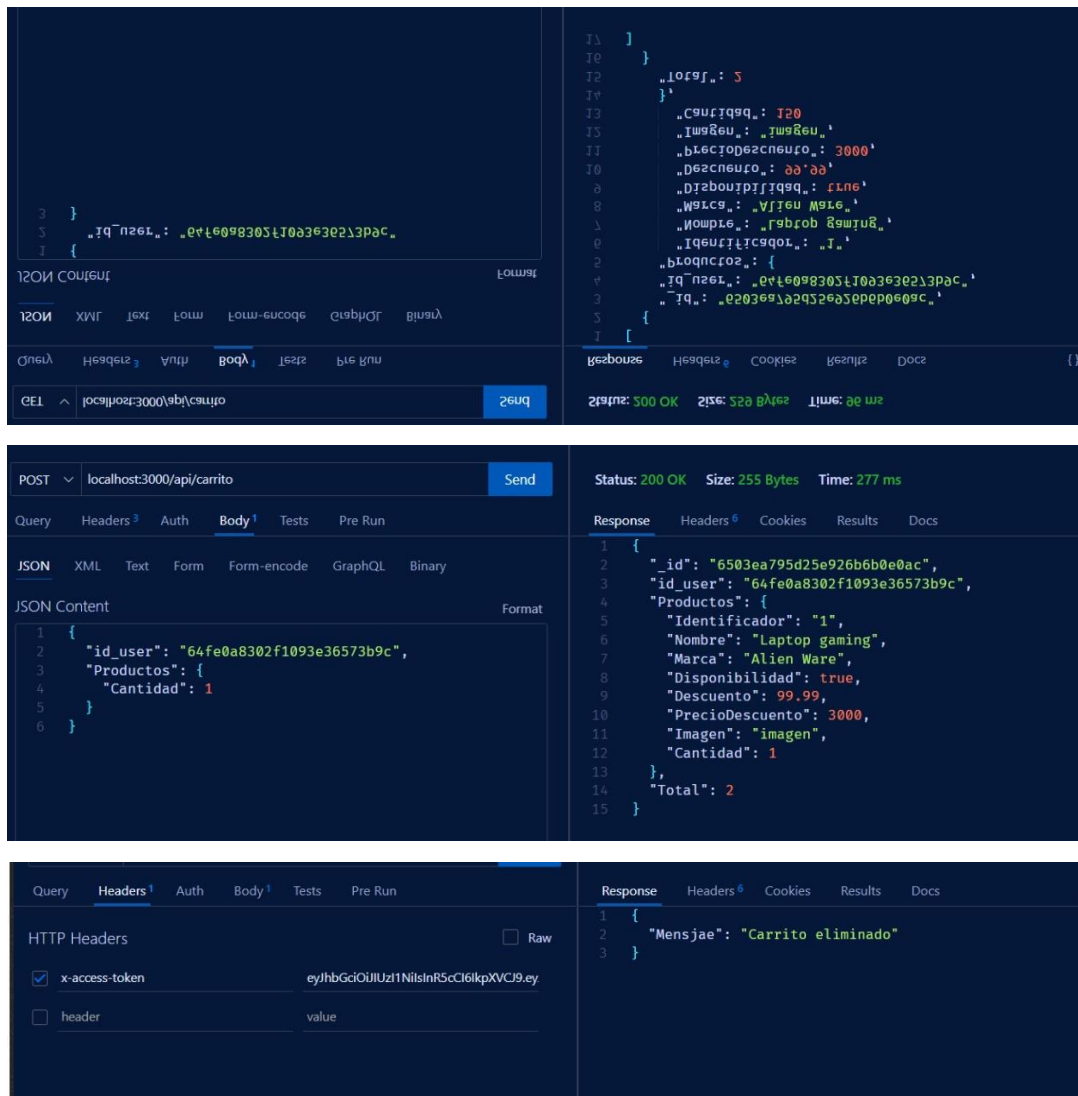 GET localhost:3000/api/carrito Send
Query Headers 3 Auth Body 1 Tests Pre Run
JSON XML Text Form Form-encode GraphQL Binary
JSON Content Format
1 {
2 "id_user": "64fe0a8302f1093e36573b9c"
3 }
Status: 200 OK Size: 259 Bytes Time: 96 ms
Response Headers 6 Cookies Results Docs { }
1 [
2 {
3 "_id": "6503ea795d25e926b6b0e0ac",
4 "id_user": "64fe0a8302f1093e36573b9c",
5 "Productos": {
6 "Identificador": "1",
7 "Nombre": "Laptop gaming",
8 "Marca": "Alien Ware",
9 "Disponibilidad": true,
10 "Descuento": 99.99,
11 "PrecioDescuento": 3000,
12 "Imagen": "imagen",
13 "Cantidad": 150
14 },
15 "Total": 2
16 }
17 ]
POST localhost:3000/api/carrito Send
Query Headers 3 Auth Body 1 Tests Pre Run
JSON XML Text Form Form-encode GraphQL Binary
JSON Content Format
1 {
2 "id_user": "64fe0a8302f1093e36573b9c",
3 "Productos": {
4 "Cantidad": 1
5 }
6 }
Status: 200 OK Size: 255 Bytes Time: 277 ms
Response Headers 6 Cookies Results Docs
1 {
2 "_id": "6503ea795d25e926b6b0e0ac",
3 "id_user": "64fe0a8302f1093e36573b9c",
4 "Productos": {
5 "Identificador": "1",
6 "Nombre": "Laptop gaming",
7 "Marca": "Alien Ware",
8 "Disponibilidad": true,
9 "Descuento": 99.99,
10 "PrecioDescuento": 3000,
11 "Imagen": "imagen",
12 "Cantidad": 1
13 },
14 "Total": 2
15 }
Query Headers 1 Auth Body 1 Tests Pre Run
HTTP Headers Raw
x-access-token eyJhbGciOiJIUzI1NiIsInR5cCI6IkpXVCJ9.ey.
header value
Response Headers 6 Cookies Results Docs
1 {
2 "Mensjae": "Carrito eliminado"
3 }